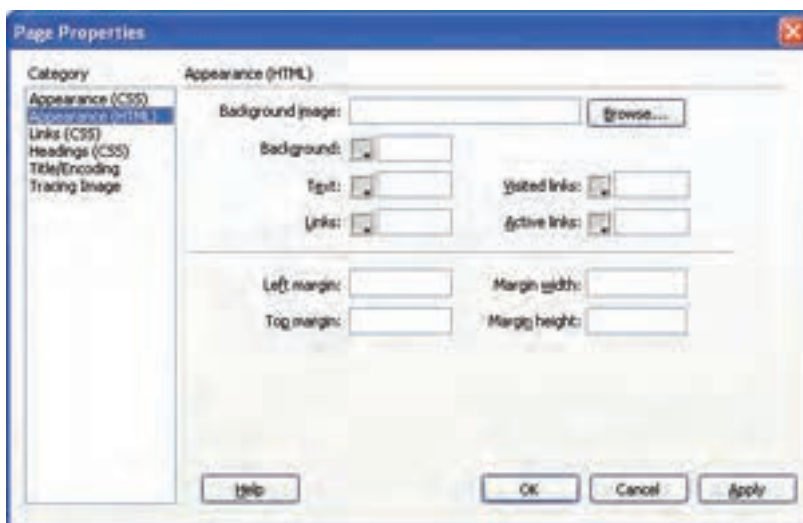 Page Properties
Category
Appearance (CSS)
Appearance (HTML)
Links (CSS)
Headings (CSS)
Title/Encoding
Tracing Image
Appearance (HTML)
Background image: Browse...
Background:
Text: Visited links:
Links: Active links:
Left margin: Margin width:
Top margin: Margin height:
Help OK Cancel Apply